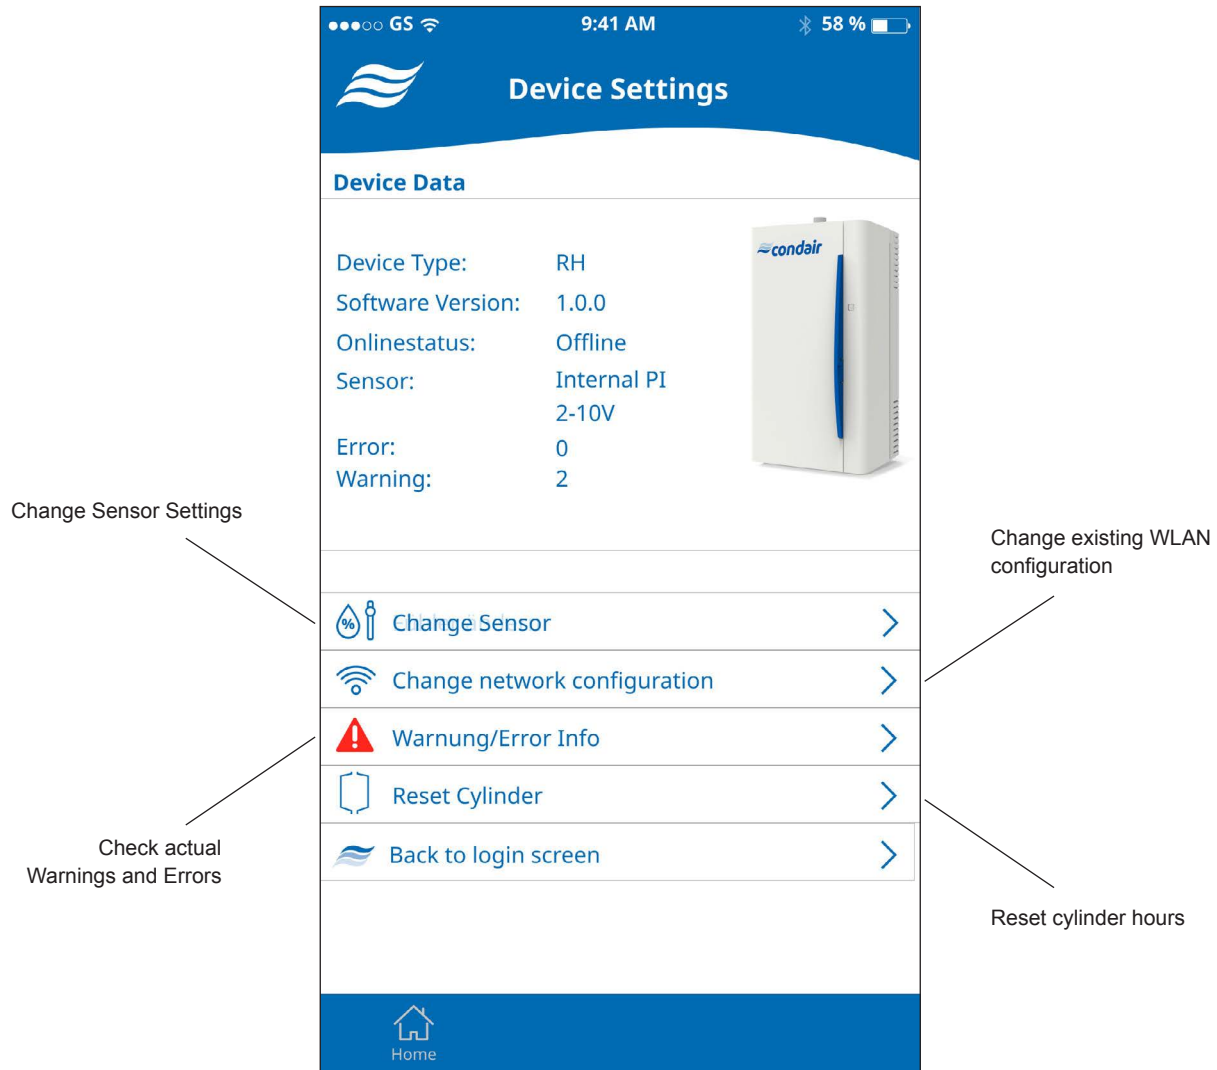 GS 9:41 AM 58 %
Device Settings
Device Data
condair
Device Type: RH
Software Version: 1.0.0
Onlinestatus: Offline
Sensor: Internal PI
2-10V
Error: 0
Warning: 2
Change Sensor Settings
Change existing WLAN
configuration
% Change Sensor
Change network configuration
Warnung/Error Info
Reset Cylinder
Check actual
Warnings and Errors
Back to login screen
Reset cylinder hours
Home